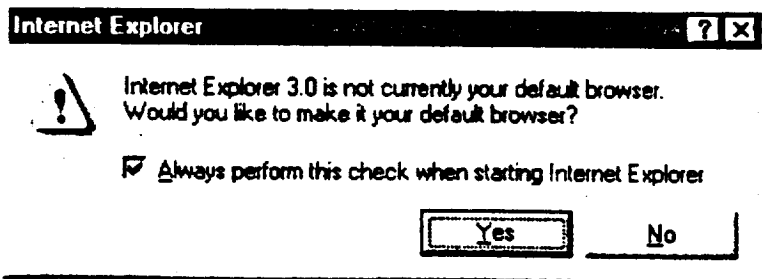 Internet Explorer
Internet Explorer 3.0 is not currently your default browser.
Would you like to make it your default browser?
Always perform this check when starting Internet Explorer
Yes No